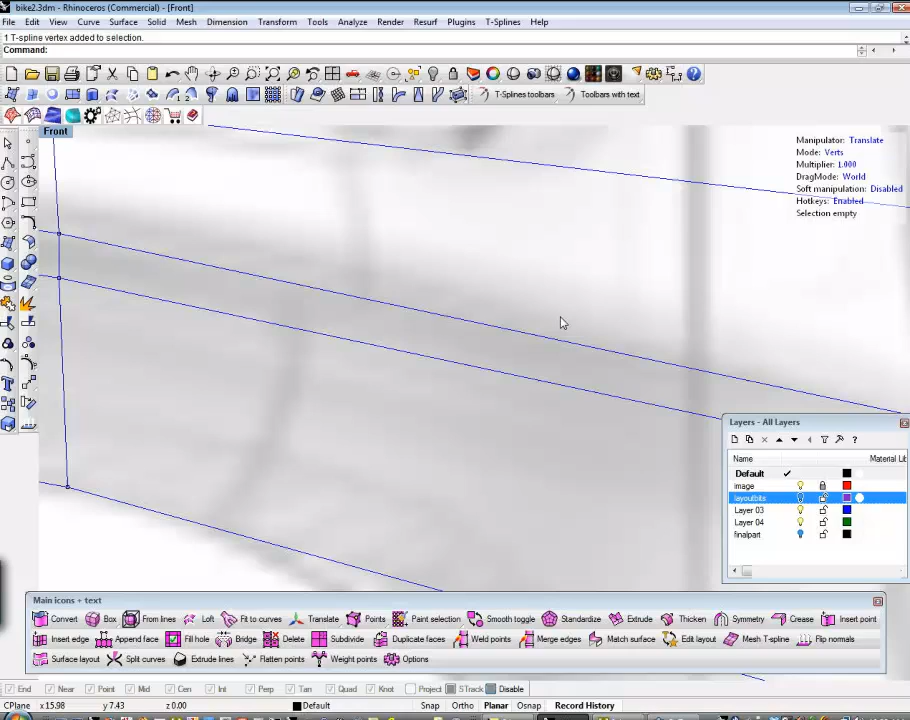 bike2.3dm - Rhinoceros (Commercial) - [Front]
File Edit View Curve Surface Solid Mesh Dimension Transform Tools Analyze Render Resurf Plugins T-Splines Help
1 T-spline vertex added to selection.
Command:
T-Splines toolbars Toolbars with text
Front
Manipulator: Translate
Mode: Verts
Multiplier: 1.000
DragMode: World
Soft manipulation: Disabled
Hotkeys: Enabled
Selection empty
Layers - All Layers
Name Material Lib
Default
image
layoutbits
Layer 03
Layer 04
finalpart
Main icons + text
Convert Box From lines Loft Fit to curves Translate Points Paint selection Smooth toggle Standardize Extrude Thicken Symmetry Crease Insert point
Insert edge Append face Fill hole Bridge Delete Subdivide Duplicate faces Weld points Merge edges Match surface Edit layout Mesh T-spline Flip normals
Surface layout Split curves Extrude lines Flatten points Weight points Options
End Near Point Mid Cen Int Perp Tan Quad Knot Project STrack Disable
CPlane x 15.98 y 7.43 z 0.00 Default Snap Ortho Planar Osnap Record History